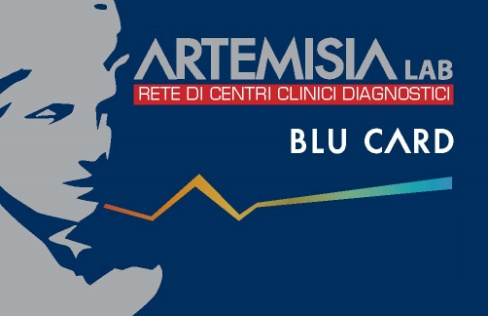 ARTEMISIA LAB
RETE DI CENTRI CLINICI DIAGNOSTICI
BLU CARD